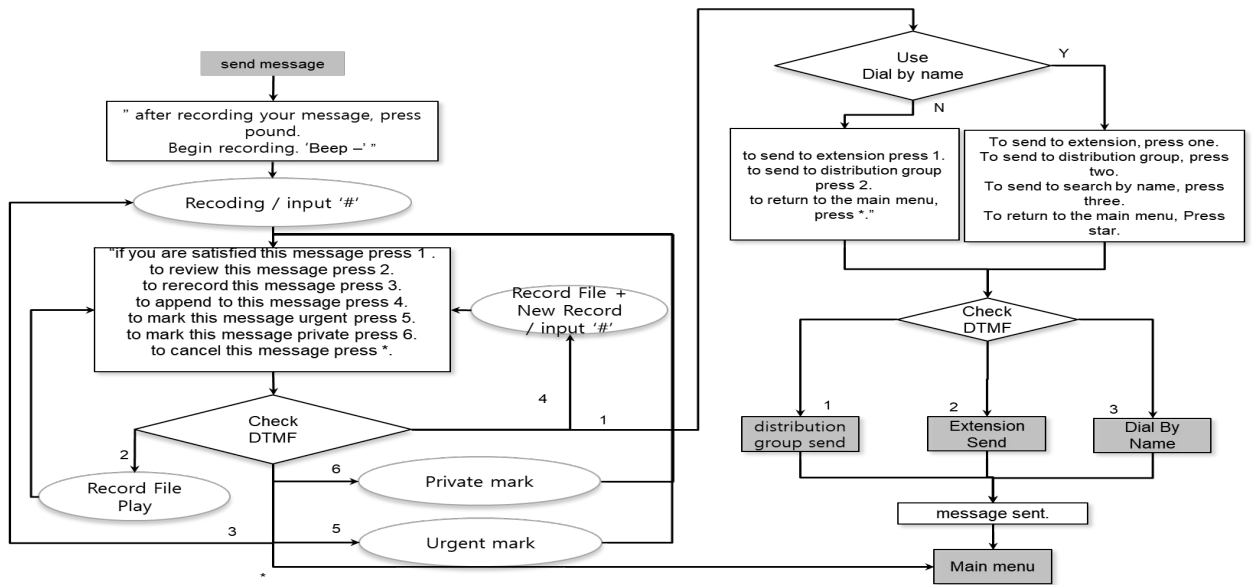 send message
" after recording your message, press
pound.
Begin recording. 'Beep –' "
Recoding / input '#'
"if you are satisfied this message press 1 .
to review this message press 2.
to rerecord this message press 3.
to append to this message press 4.
to mark this message urgent press 5.
to mark this message private press 6.
to cancel this message press *.
Record File +
New Record
/ input '#'
Check
DTMF
4
1
2
Record File
Play
6
Private mark
3
5
Urgent mark
*
Use
Dial by name
Y
N
to send to extension press 1.
to send to distribution group
press 2.
to return to the main menu,
press *."
To send to extension, press one.
To send to distribution group, press
two.
To send to search by name, press
three.
To return to the main menu, Press
star.
Check
DTMF
1
distribution
group send
2
Extension
Send
3
Dial By
Name
message sent.
Main menu